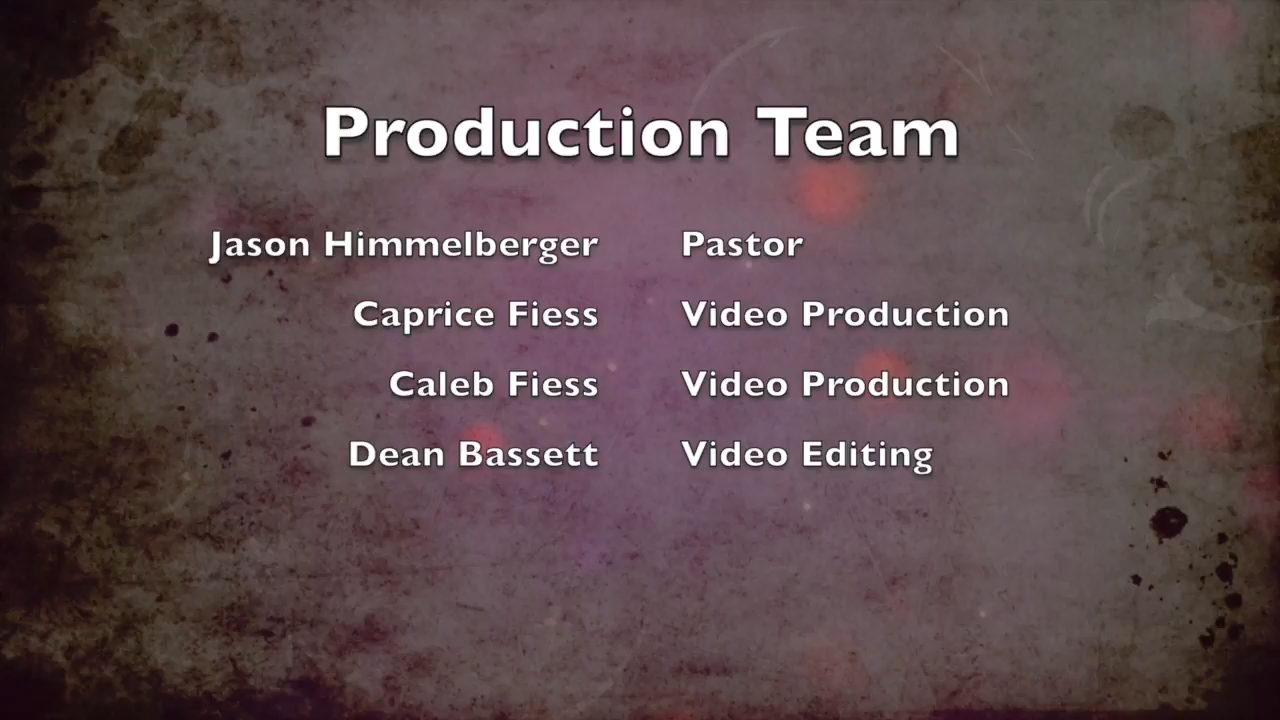 Production Team
Jason Himmelberger Pastor
Caprice Fiess Video Production
Caleb Fiess Video Production
Dean Bassett Video Editing